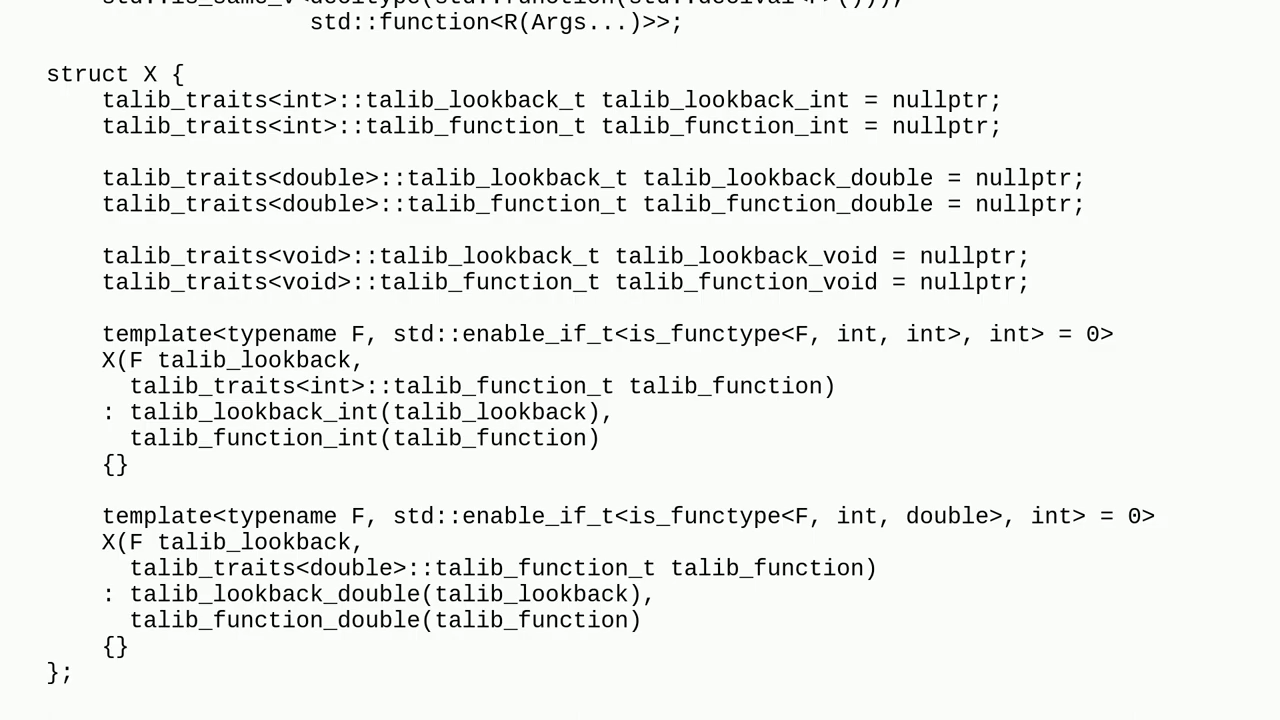 std::function<R(Args...)>>;
struct X {
talib_traits<int>::talib_lookback_t talib_lookback_int = nullptr;
talib_traits<int>::talib_function_t talib_function_int = nullptr;
talib_traits<double>::talib_lookback_t talib_lookback_double = nullptr;
talib_traits<double>::talib_function_t talib_function_double = nullptr;
talib_traits<void>::talib_lookback_t talib_lookback_void = nullptr;
talib_traits<void>::talib_function_t talib_function_void = nullptr;
template<typename F, std::enable_if_t<is_functype<F, int, int>, int> = 0>
X(F talib_lookback,
talib_traits<int>::talib_function_t talib_function)
: talib_lookback_int(talib_lookback),
talib_function_int(talib_function)
{}
template<typename F, std::enable_if_t<is_functype<F, int, double>, int> = 0>
X(F talib_lookback,
talib_traits<double>::talib_function_t talib_function)
: talib_lookback_double(talib_lookback),
talib_function_double(talib_function)
{}
};